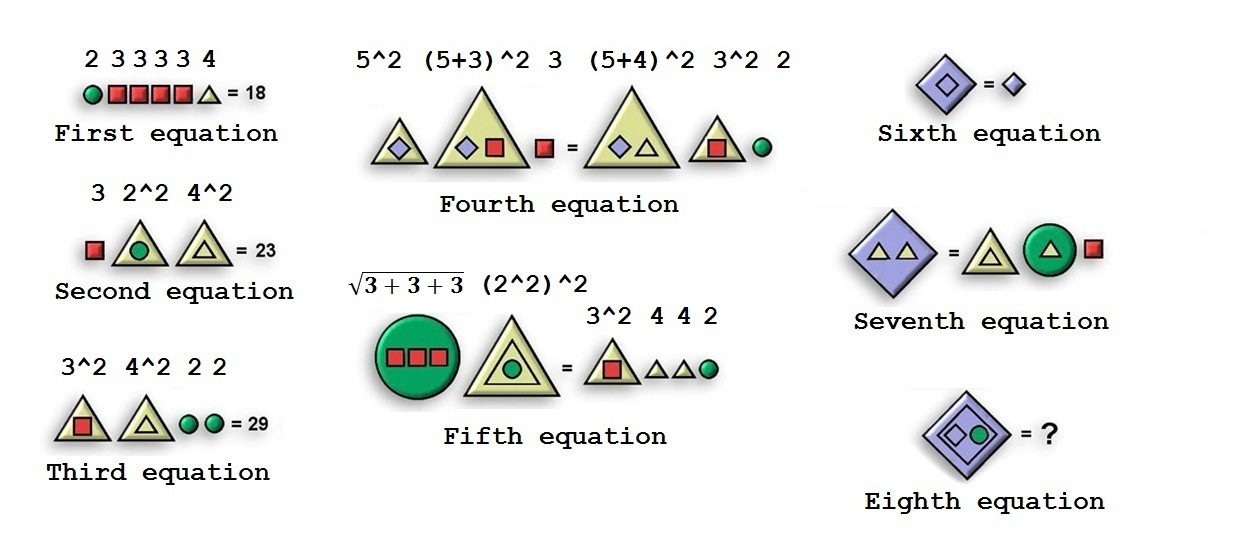 2 3 3 3 3 4
= 18
First equation
3 2^2 4^2
= 23
Second equation
3^2 4^2 2 2
= 29
Third equation
5^2 (5+3)^2 3 (5+4)^2 3^2 2
=
Fourth equation
√3 + 3 + 3 (2^2)^2
3^2 4 4 2
=
Fifth equation
=
Sixth equation
=
Seventh equation
= ?
Eighth equation